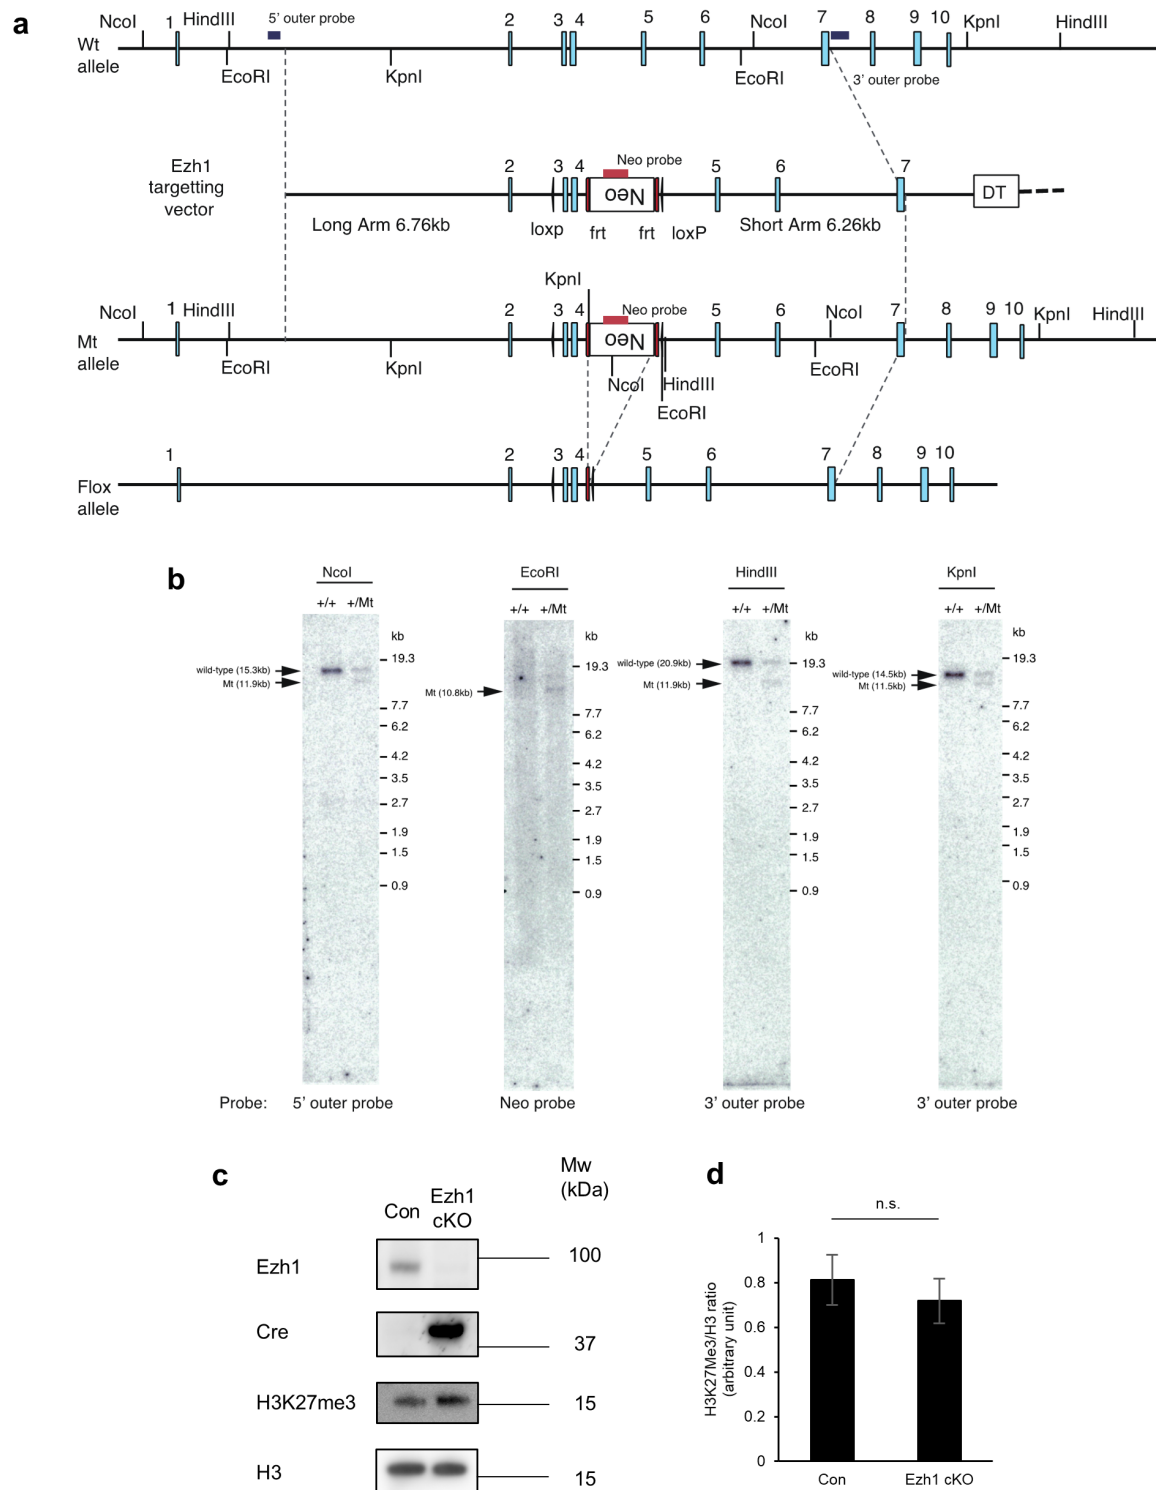 a
NcoI 1 HindIII 5’ outer probe 2 3 4 5 6 NcoI 7 8 9 10 KpnI HindIII
Wt
allele
EcoRI KpnI EcoRI 3’ outer probe
Ezh1
targetting
vector
2 3 4 Neo probe 5 6 7
Neo
DT
Long Arm 6.76kb loxp frt frt loxP Short Arm 6.26kb
KpnI
NcoI 1 HindIII 2 3 4 Neo probe 5 6 NcoI 7 8 9 10 KpnI HindIII
Mt
allele
Neo
EcoRI KpnI NcoI HindIII EcoRI
EcoRI
1 2 3 4 5 6 7 8 9 10
Flox
allele
b
NcoI EcoRI HindIII KpnI
+/+ +/Mt +/+ +/Mt +/+ +/Mt +/+ +/Mt
kb
19.3
wild-type (15.3kb)
Mt (11.9kb)
7.7
6.2
4.2
3.5
2.7
1.9
1.5
0.9
kb
19.3
Mt (10.8kb)
7.7
6.2
4.2
3.5
2.7
1.9
1.5
0.9
kb
wild-type (20.9kb)
19.3
Mt (11.9kb)
7.7
6.2
4.2
3.5
2.7
1.9
1.5
0.9
kb
19.3
wild-type (14.5kb)
Mt (11.5kb)
7.7
6.2
4.2
3.5
2.7
1.9
1.5
0.9
Probe: 5’ outer probe Neo probe 3’ outer probe 3’ outer probe
c
Mw
(kDa)
Con Ezh1
cKO
Ezh1 100
Cre 37
H3K27me3 15
H3 15
d
n.s.
H3K27Me3/H3 ratio
(arbitrary unit)
1
0.8
0.6
0.4
0.2
0
Con Ezh1 cKO